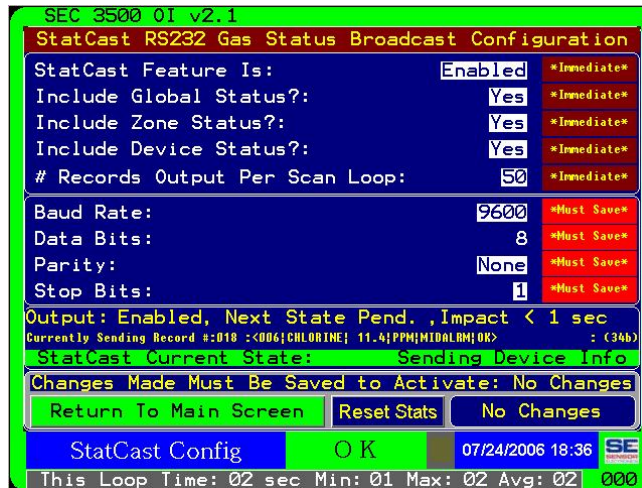 SEC 3500 OI v2.1
StatCast RS232 Gas Status Broadcast Configuration
StatCast Feature Is: Enabled *Immediate*
Include Global Status?: Yes *Immediate*
Include Zone Status?: Yes *Immediate*
Include Device Status?: Yes *Immediate*
# Records Output Per Scan Loop: 50 *Immediate*
Baud Rate: 9600 *Must Save*
Data Bits: 8 *Must Save*
Parity: None *Must Save*
Stop Bits: 1 *Must Save*
Output: Enabled, Next State Pend. ,Impact < 1 sec
Currently Sending Record #:018 :<006¦CHLORINE¦ 11.4¦PPM¦MIDALRM¦OK> : (34b)
StatCast Current State: Sending Device Info
Changes Made Must Be Saved to Activate: No Changes
Return To Main Screen Reset Stats No Changes
StatCast Config OK 07/24/2006 18:36 SE
This Loop Time: 02 sec Min: 01 Max: 02 Avg: 02 000